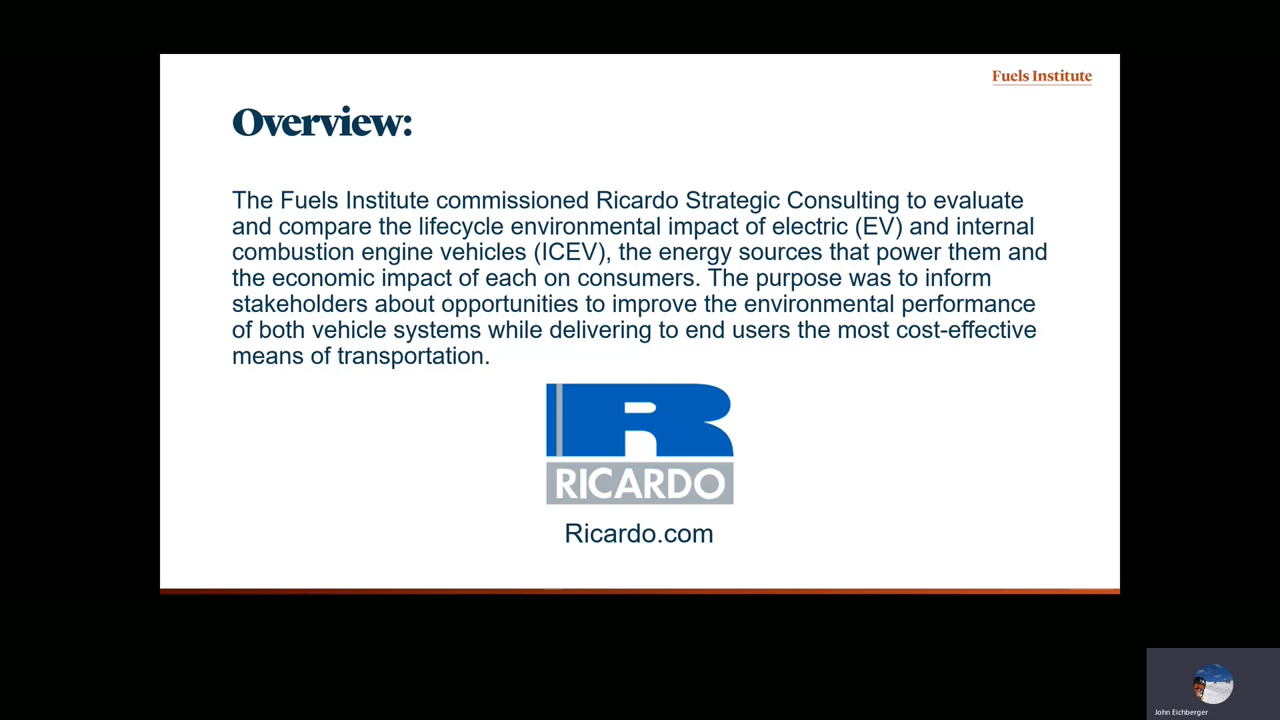 Fuels Institute
Overview:
The Fuels Institute commissioned Ricardo Strategic Consulting to evaluate
and compare the lifecycle environmental impact of electric (EV) and internal
combustion engine vehicles (ICEV), the energy sources that power them and
the economic impact of each on consumers. The purpose was to inform
stakeholders about opportunities to improve the environmental performance
of both vehicle systems while delivering to end users the most cost-effective
means of transportation.
R
RICARDO
Ricardo.com
John Eichberger